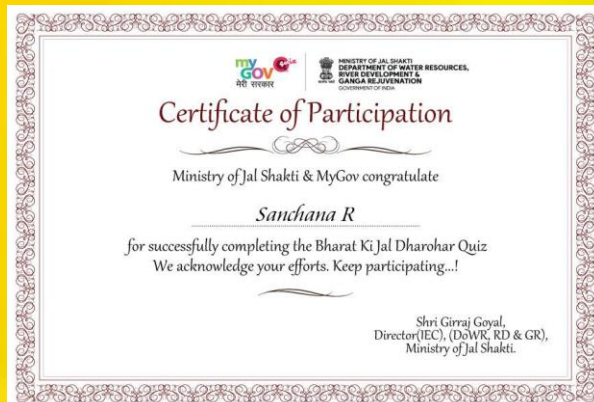 my
GOV
मेरी सरकार
MINISTRY OF JAL SHAKTI
DEPARTMENT OF WATER RESOURCES,
RIVER DEVELOPMENT &
GANGA REJUVENATION
GOVERNMENT OF INDIA
Certificate of Participation
Ministry of Jal Shakti & MyGov congratulate
Sanchana R
for successfully completing the Bharat Ki Jal Dharohar Quiz
We acknowledge your efforts. Keep participating...!
Shri Girraj Goyal,
Director(IEC), (DoWR, RD & GR),
Ministry of Jal Shakti.